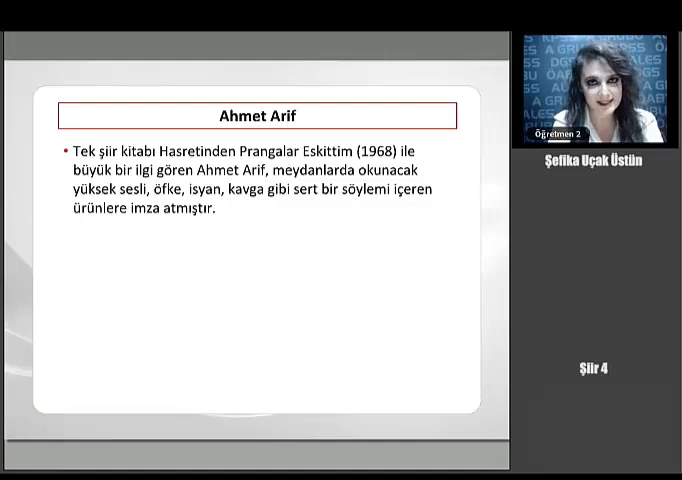 Ahmet Arif
• Tek şiir kitabı Hasretinden Prangalar Eskittim (1968) ile
büyük bir ilgi gören Ahmet Arif, meydanlarda okunacak
yüksek sesli, öfke, isyan, kavga gibi sert bir söylemi içeren
ürünlere imza atmıştır.
Öğretmen 2
Şefika Uçak Üstün
Şiir 4